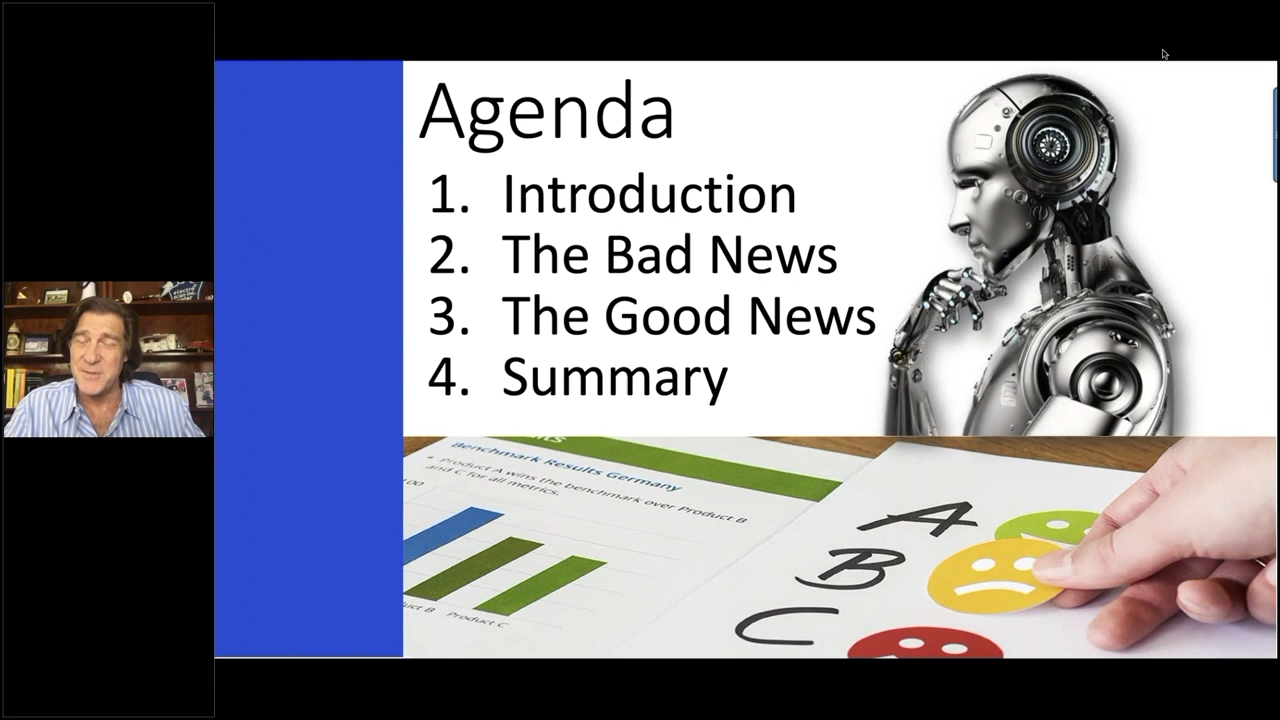 Agenda
1. Introduction
2. The Bad News
3. The Good News
4. Summary
Benchmark Results Germany
• Product A wins the benchmark over Product B
and C for all metrics.
Product C
A
B
C